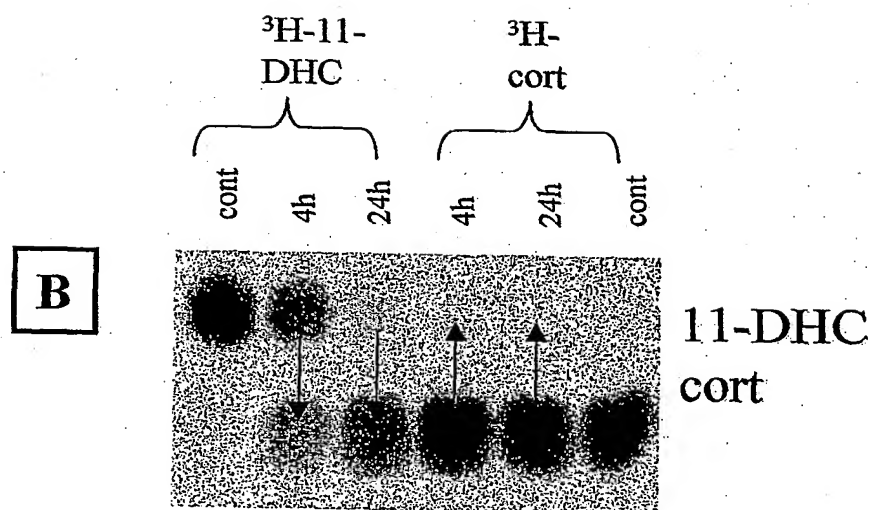 ³H-11-
DHC
³H-
cort
cont
4h
24h
4h
24h
cont
B
11-DHC
cort